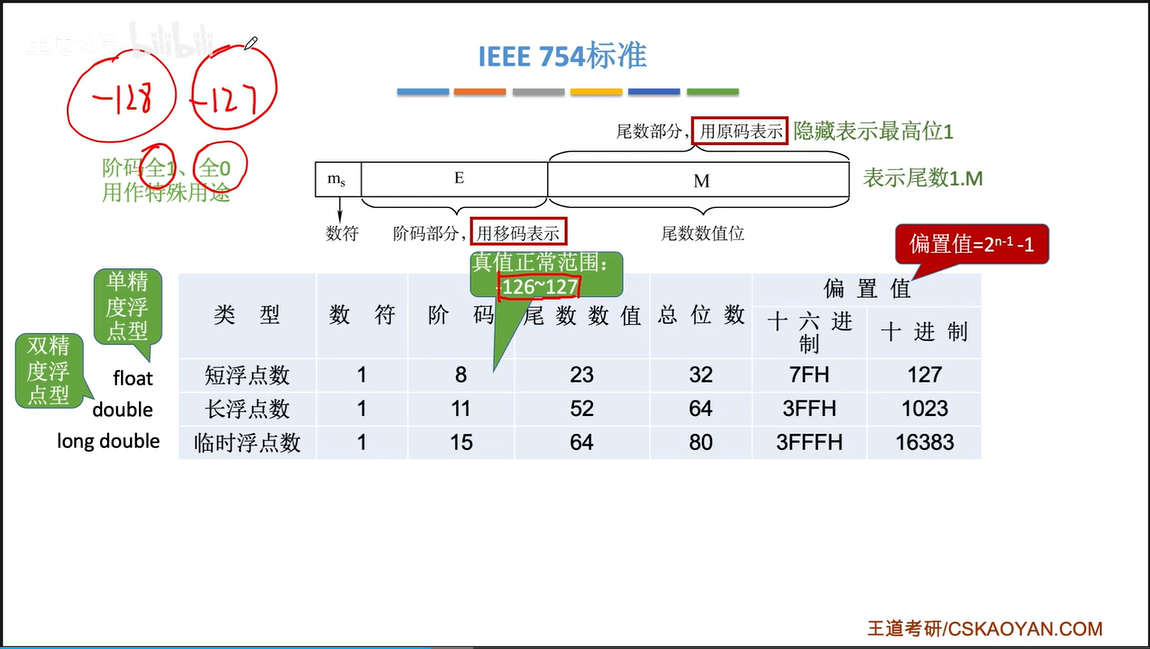 王道考研 bilibili
IEEE 754标准
-128 -127
阶码全1、全0
用作特殊用途
尾数部分，用原码表示 隐藏表示最高位1
mₛ E M 表示尾数1.M
数符 阶码部分，用移码表示 尾数数值位
真值正常范围：
-126~127
偏置值=2ⁿ⁻¹ -1
单精
度浮
点型
双精
度浮
点型
类 型 数 符 阶 码 尾 数 数 值 总 位 数 偏 置 值
十 六 进 制 十 进 制
float 短浮点数 1 8 23 32 7FH 127
double 长浮点数 1 11 52 64 3FFH 1023
long double 临时浮点数 1 15 64 80 3FFFH 16383
王道考研/CSKAOYAN.COM